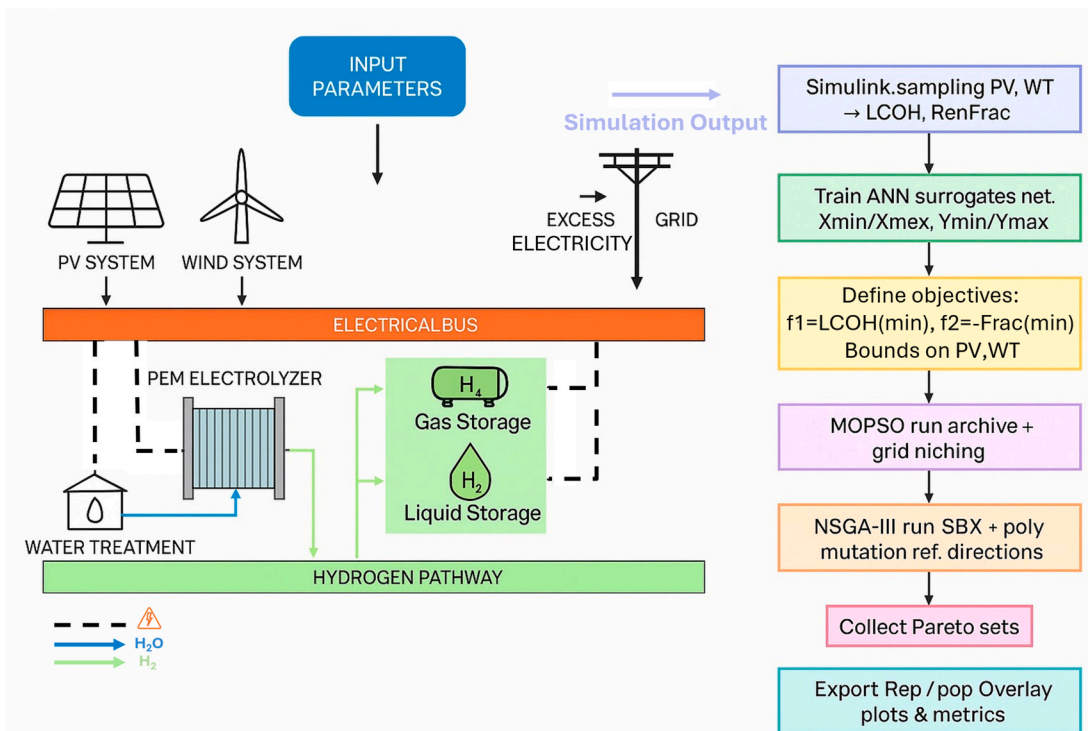 INPUT
PARAMETERS
Simulation Output
PV SYSTEM
WIND SYSTEM
EXCESS
ELECTRICITY
GRID
ELECTRICALBUS
PEM ELECTROLYZER
H₄
Gas Storage
H₂
Liquid Storage
WATER TREATMENT
HYDROGEN PATHWAY
H₂O
H₂
Simulink.sampling PV, WT
→ LCOH, RenFrac
Train ANN surrogates net.
Xmin/Xmex, Ymin/Ymax
Define objectives:
f1=LCOH(min), f2=-Frac(min)
Bounds on PV,WT
MOPSO run archive +
grid niching
NSGA-III run SBX + poly
mutation ref. directions
Collect Pareto sets
Export Rep / pop Overlay
plots & metrics